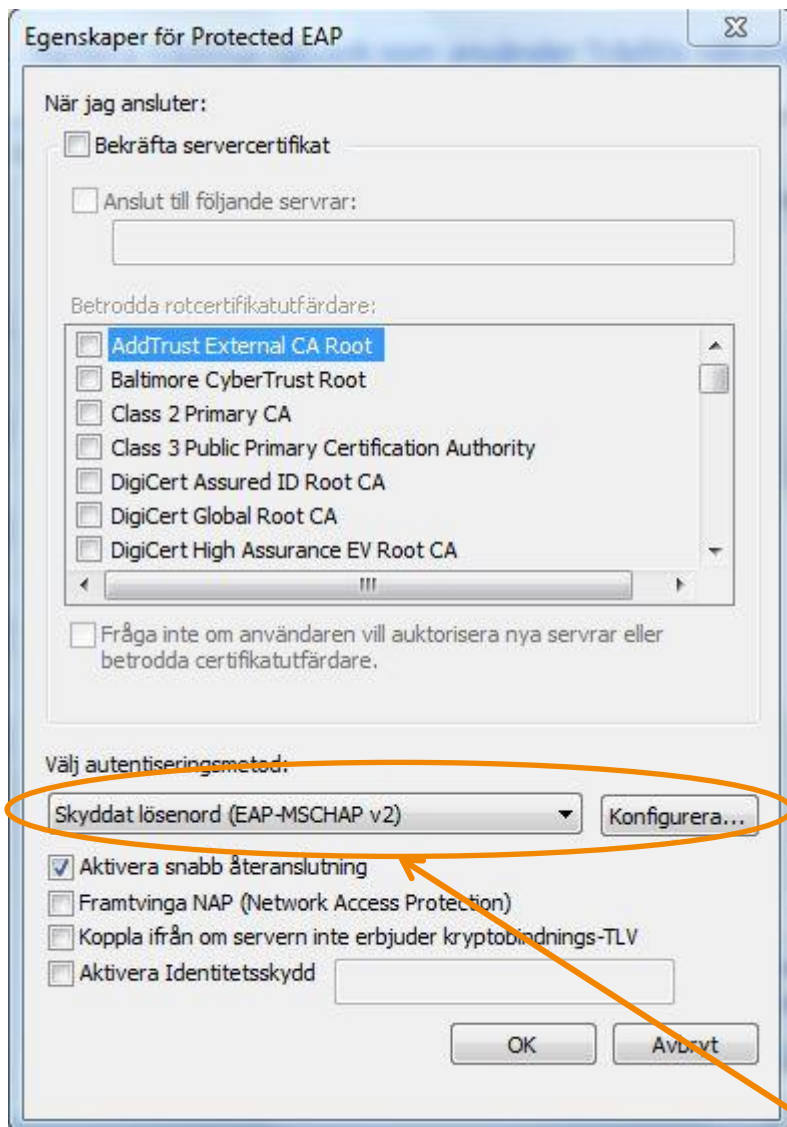 Egenskaper för Protected EAP
När jag ansluter:
Bekräfta servercertifikat
Anslut till följande servrar:
Betrodda rotcertifikatutfärdare:
AddTrust External CA Root
Baltimore CyberTrust Root
Class 2 Primary CA
Class 3 Public Primary Certification Authority
DigiCert Assured ID Root CA
DigiCert Global Root CA
DigiCert High Assurance EV Root CA
Fråga inte om användaren vill auktorisera nya servrar eller
betrodda certifikatutfärdare.
Välj autentiseringsmetod:
Skyddat lösenord (EAP-MSCHAP v2) Konfigurera...
Aktivera snabb återanslutning
Framtvinga NAP (Network Access Protection)
Koppla ifrån om servern inte erbjuder kryptobindnings-TLV
Aktivera Identitetsskydd
OK Avbryt